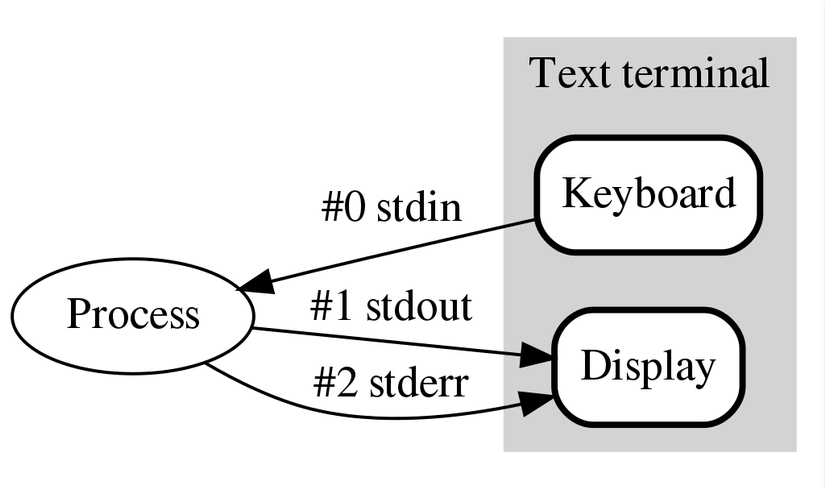 Text terminal
Keyboard
#0 stdin
Process
#1 stdout
Display
#2 stderr